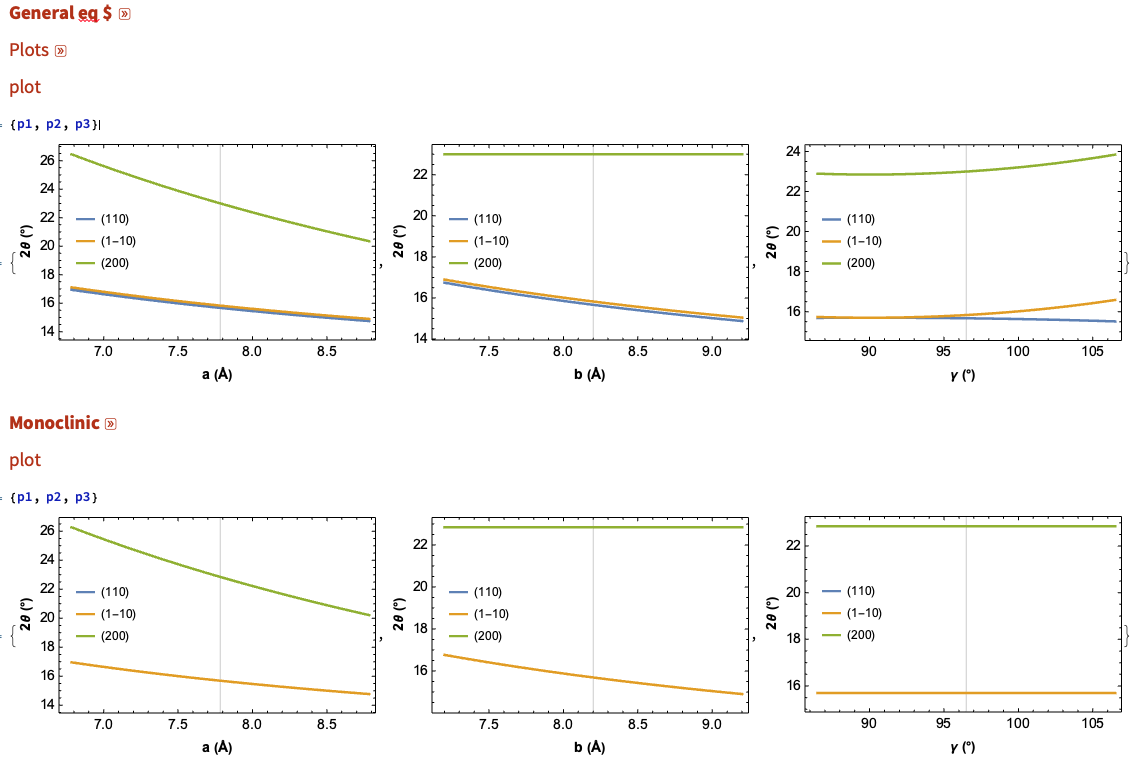 General eq $ »
Plots »
plot
= {p1, p2, p3}
26
24
22
20
18
16
14
2θ (°)
(110)
(1-10)
(200)
7.0 7.5 8.0 8.5
a (Å)
,
22
20
18
16
14
2θ (°)
(110)
(1-10)
(200)
7.5 8.0 8.5 9.0
b (Å)
,
24
22
20
18
16
2θ (°)
(110)
(1-10)
(200)
90 95 100 105
γ (°)
Monoclinic »
plot
= {p1, p2, p3}
26
24
22
20
18
16
14
2θ (°)
(110)
(1-10)
(200)
7.0 7.5 8.0 8.5
a (Å)
,
22
20
18
16
2θ (°)
(110)
(1-10)
(200)
7.5 8.0 8.5 9.0
b (Å)
,
22
20
18
16
2θ (°)
(110)
(1-10)
(200)
90 95 100 105
γ (°)